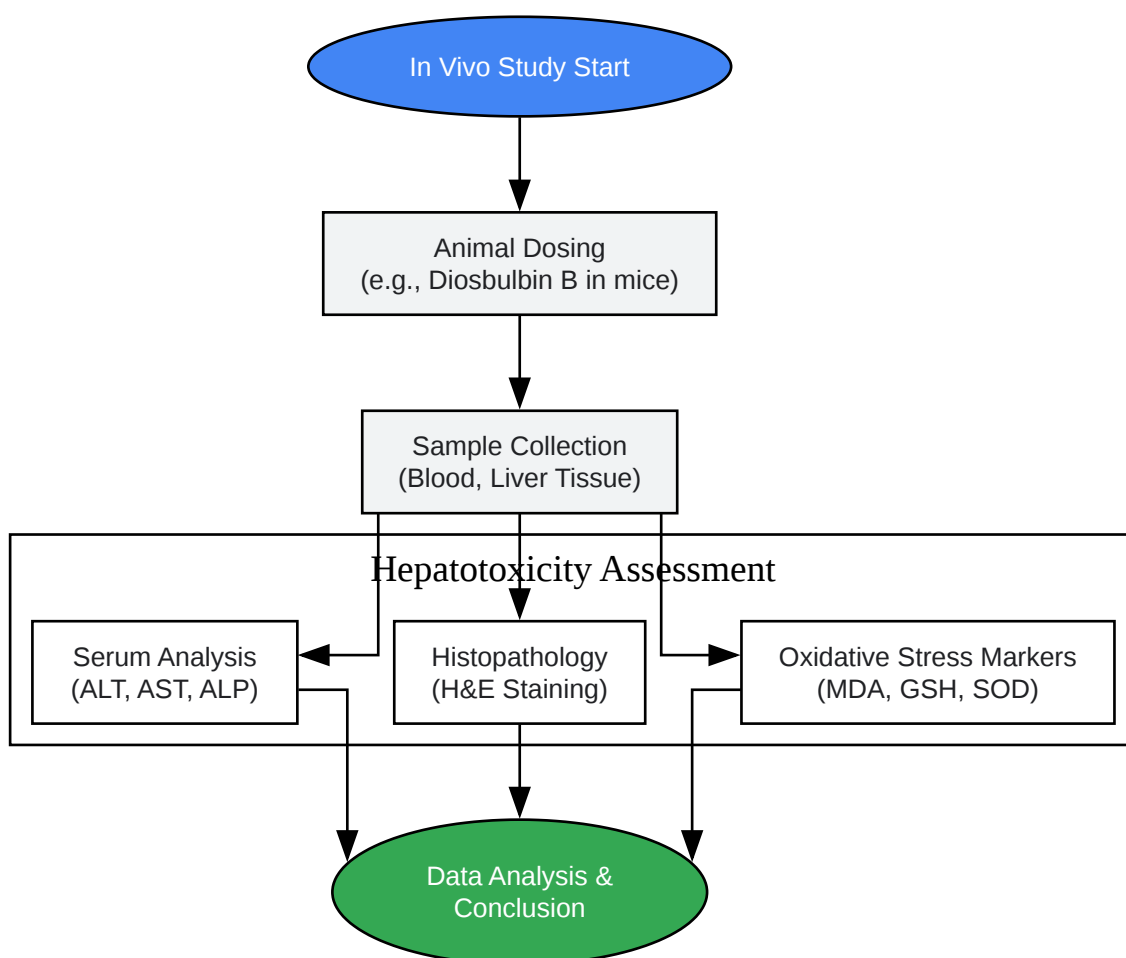 In Vivo Study Start
Animal Dosing
(e.g., Diosbulbin B in mice)
Sample Collection
(Blood, Liver Tissue)
Hepatotoxicity Assessment
Serum Analysis
(ALT, AST, ALP)
Histopathology
(H&E Staining)
Oxidative Stress Markers
(MDA, GSH, SOD)
Data Analysis &
Conclusion